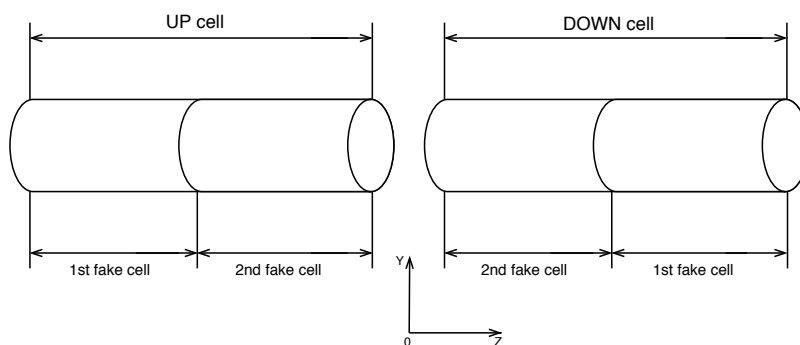 UP cell
DOWN cell
1st fake cell
2nd fake cell
2nd fake cell
1st fake cell
Y
0
Z